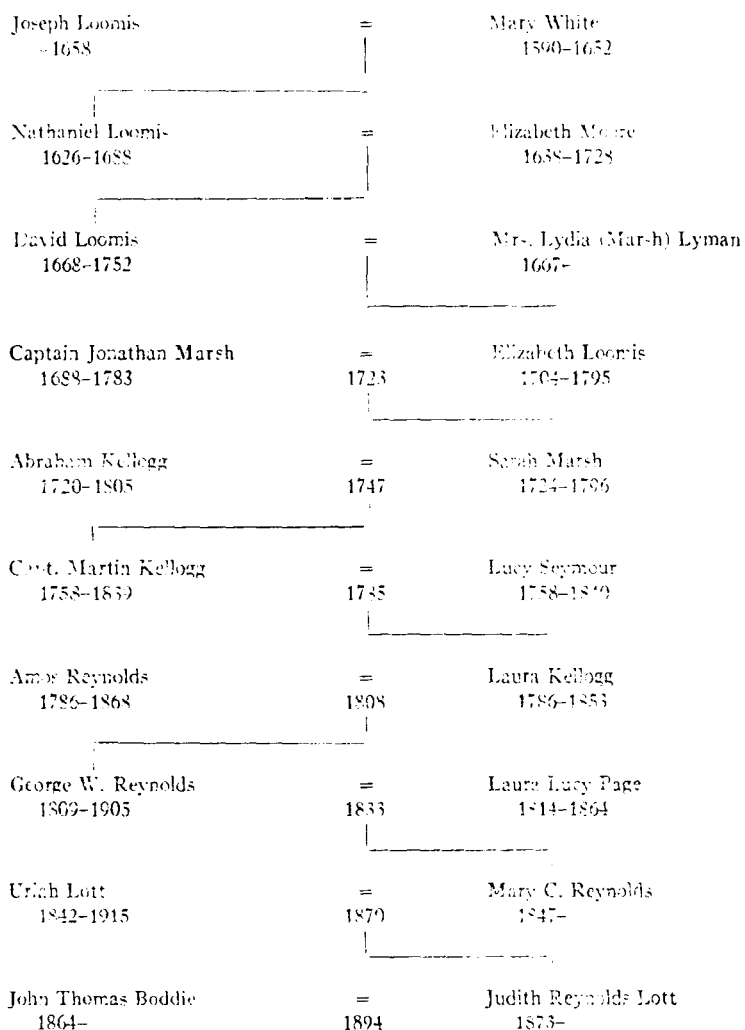 Joseph Loomis = Mary White
-1658 1590-1652
Nathaniel Loomis = Elizabeth Moore
1626-1688 1638-1728
David Loomis = Mrs. Lydia (Marsh) Lyman
1668-1752 1667-
Captain Jonathan Marsh = Elizabeth Loomis
1688-1783 1723 1704-1795
Abraham Kellogg = Sarah Marsh
1720-1805 1747 1724-1796
Capt. Martin Kellogg = Lucy Seymour
1758-1839 1785
Amos Reynolds = Laura Kellogg
1786-1868 1808 1786-1853
George W. Reynolds = Laura Lucy Page
1809-1905 1833 1814-1864
Uriah Lott = Mary C. Reynolds
1842-1915 1870 1847-
John Thomas Boddie = Judith Reynolds Lott
1864- 1894 1873-